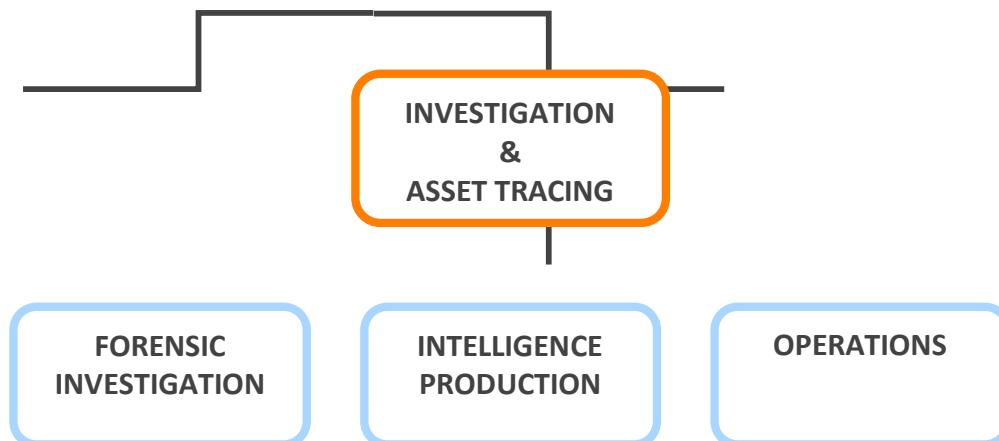 INVESTIGATION
&
ASSET TRACING
FORENSIC
INVESTIGATION
INTELLIGENCE
PRODUCTION
OPERATIONS